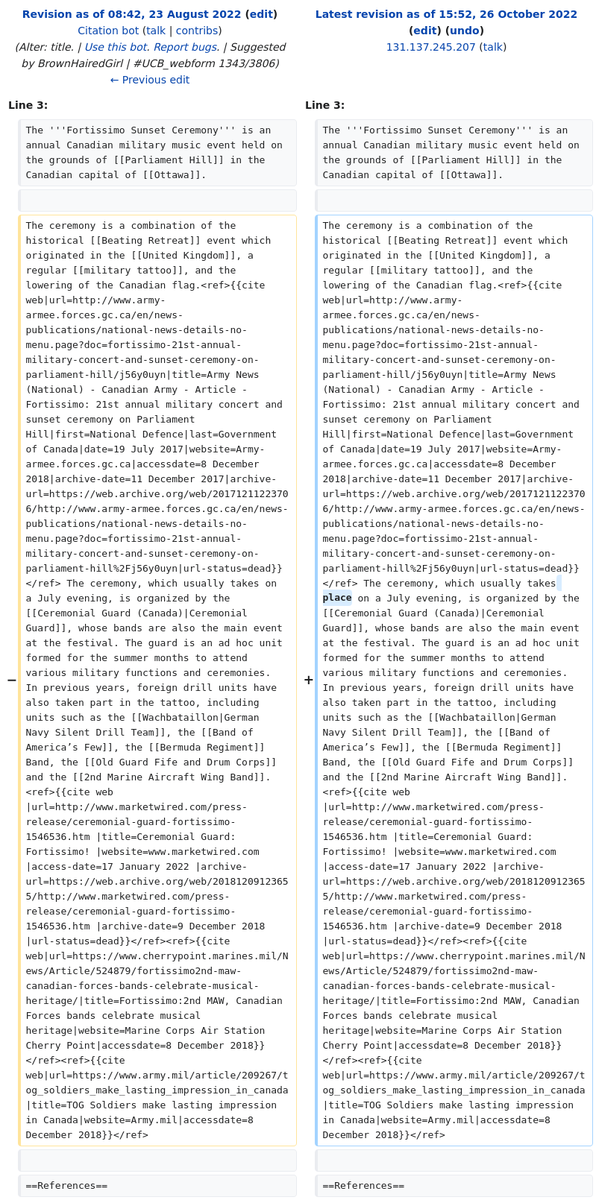 Revision as of 08:42, 23 August 2022 (edit)
Citation bot (talk | contribs)
(Alter: title. | Use this bot. Report bugs. | Suggested
by BrownHairedGirl | #UCB_webform 1343/3806)
← Previous edit
Latest revision as of 15:52, 26 October 2022
(edit) (undo)
131.137.245.207 (talk)
Line 3:
Line 3:
The '''Fortissimo Sunset Ceremony''' is an
annual Canadian military music event held on
the grounds of [[Parliament Hill]] in the
Canadian capital of [[Ottawa]].
The '''Fortissimo Sunset Ceremony''' is an
annual Canadian military music event held on
the grounds of [[Parliament Hill]] in the
Canadian capital of [[Ottawa]].
−
The ceremony is a combination of the
historical [[Beating Retreat]] event which
originated in the [[United Kingdom]], a
regular [[military tattoo]], and the
lowering of the Canadian flag.<ref>{{cite
web|url=http://www.army-
armee.forces.gc.ca/en/news-
publications/national-news-details-no-
menu.page?doc=fortissimo-21st-annual-
military-concert-and-sunset-ceremony-on-
parliament-hill/j56y0uyn|title=Army News
(National) - Canadian Army - Article -
Fortissimo: 21st annual military concert and
sunset ceremony on Parliament
Hill|first=National Defence|last=Government
of Canada|date=19 July 2017|website=Army-
armee.forces.gc.ca|accessdate=8 December
2018|archive-date=11 December 2017|archive-
url=https://web.archive.org/web/2017121122370
6/http://www.army-armee.forces.gc.ca/en/news-
publications/national-news-details-no-
menu.page?doc=fortissimo-21st-annual-
military-concert-and-sunset-ceremony-on-
parliament-hill%2Fj56y0uyn|url-status=dead}}
</ref> The ceremony, which usually takes on
a July evening, is organized by the
[[Ceremonial Guard (Canada)|Ceremonial
Guard]], whose bands are also the main event
at the festival. The guard is an ad hoc unit
formed for the summer months to attend
various military functions and ceremonies.
In previous years, foreign drill units have
also taken part in the tattoo, including
units such as the [[Wachbataillon|German
Navy Silent Drill Team]], the [[Band of
America’s Few]], the [[Bermuda Regiment]]
Band, the [[Old Guard Fife and Drum Corps]]
and the [[2nd Marine Aircraft Wing Band]].
<ref>{{cite web
|url=http://www.marketwired.com/press-
release/ceremonial-guard-fortissimo-
1546536.htm |title=Ceremonial Guard:
Fortissimo! |website=www.marketwired.com
|access-date=17 January 2022 |archive-
url=https://web.archive.org/web/2018120912365
5/http://www.marketwired.com/press-
release/ceremonial-guard-fortissimo-
1546536.htm |archive-date=9 December 2018
|url-status=dead}}</ref><ref>{{cite
web|url=https://www.cherrypoint.marines.mil/N
ews/Article/524879/fortissimo2nd-maw-
canadian-forces-bands-celebrate-musical-
heritage/|title=Fortissimo:2nd MAW, Canadian
Forces bands celebrate musical
heritage|website=Marine Corps Air Station
Cherry Point|accessdate=8 December 2018}}
</ref><ref>{{cite
web|url=https://www.army.mil/article/209267/t
og_soldiers_make_lasting_impression_in_canada
|title=TOG Soldiers make lasting impression
in Canada|website=Army.mil|accessdate=8
December 2018}}</ref>
+
The ceremony is a combination of the
historical [[Beating Retreat]] event which
originated in the [[United Kingdom]], a
regular [[military tattoo]], and the
lowering of the Canadian flag.<ref>{{cite
web|url=http://www.army-
armee.forces.gc.ca/en/news-
publications/national-news-details-no-
menu.page?doc=fortissimo-21st-annual-
military-concert-and-sunset-ceremony-on-
parliament-hill/j56y0uyn|title=Army News
(National) - Canadian Army - Article -
Fortissimo: 21st annual military concert and
sunset ceremony on Parliament
Hill|first=National Defence|last=Government
of Canada|date=19 July 2017|website=Army-
armee.forces.gc.ca|accessdate=8 December
2018|archive-date=11 December 2017|archive-
url=https://web.archive.org/web/2017121122370
6/http://www.army-armee.forces.gc.ca/en/news-
publications/national-news-details-no-
menu.page?doc=fortissimo-21st-annual-
military-concert-and-sunset-ceremony-on-
parliament-hill%2Fj56y0uyn|url-status=dead}}
</ref> The ceremony, which usually takes
place on a July evening, is organized by the
[[Ceremonial Guard (Canada)|Ceremonial
Guard]], whose bands are also the main event
at the festival. The guard is an ad hoc unit
formed for the summer months to attend
various military functions and ceremonies.
In previous years, foreign drill units have
also taken part in the tattoo, including
units such as the [[Wachbataillon|German
Navy Silent Drill Team]], the [[Band of
America’s Few]], the [[Bermuda Regiment]]
Band, the [[Old Guard Fife and Drum Corps]]
and the [[2nd Marine Aircraft Wing Band]].
<ref>{{cite web
|url=http://www.marketwired.com/press-
release/ceremonial-guard-fortissimo-
1546536.htm |title=Ceremonial Guard:
Fortissimo! |website=www.marketwired.com
|access-date=17 January 2022 |archive-
url=https://web.archive.org/web/2018120912365
5/http://www.marketwired.com/press-
release/ceremonial-guard-fortissimo-
1546536.htm |archive-date=9 December 2018
|url-status=dead}}</ref><ref>{{cite
web|url=https://www.cherrypoint.marines.mil/N
ews/Article/524879/fortissimo2nd-maw-
canadian-forces-bands-celebrate-musical-
heritage/|title=Fortissimo:2nd MAW, Canadian
Forces bands celebrate musical
heritage|website=Marine Corps Air Station
Cherry Point|accessdate=8 December 2018}}
</ref><ref>{{cite
web|url=https://www.army.mil/article/209267/t
og_soldiers_make_lasting_impression_in_canada
|title=TOG Soldiers make lasting impression
in Canada|website=Army.mil|accessdate=8
December 2018}}</ref>
==References==
==References==